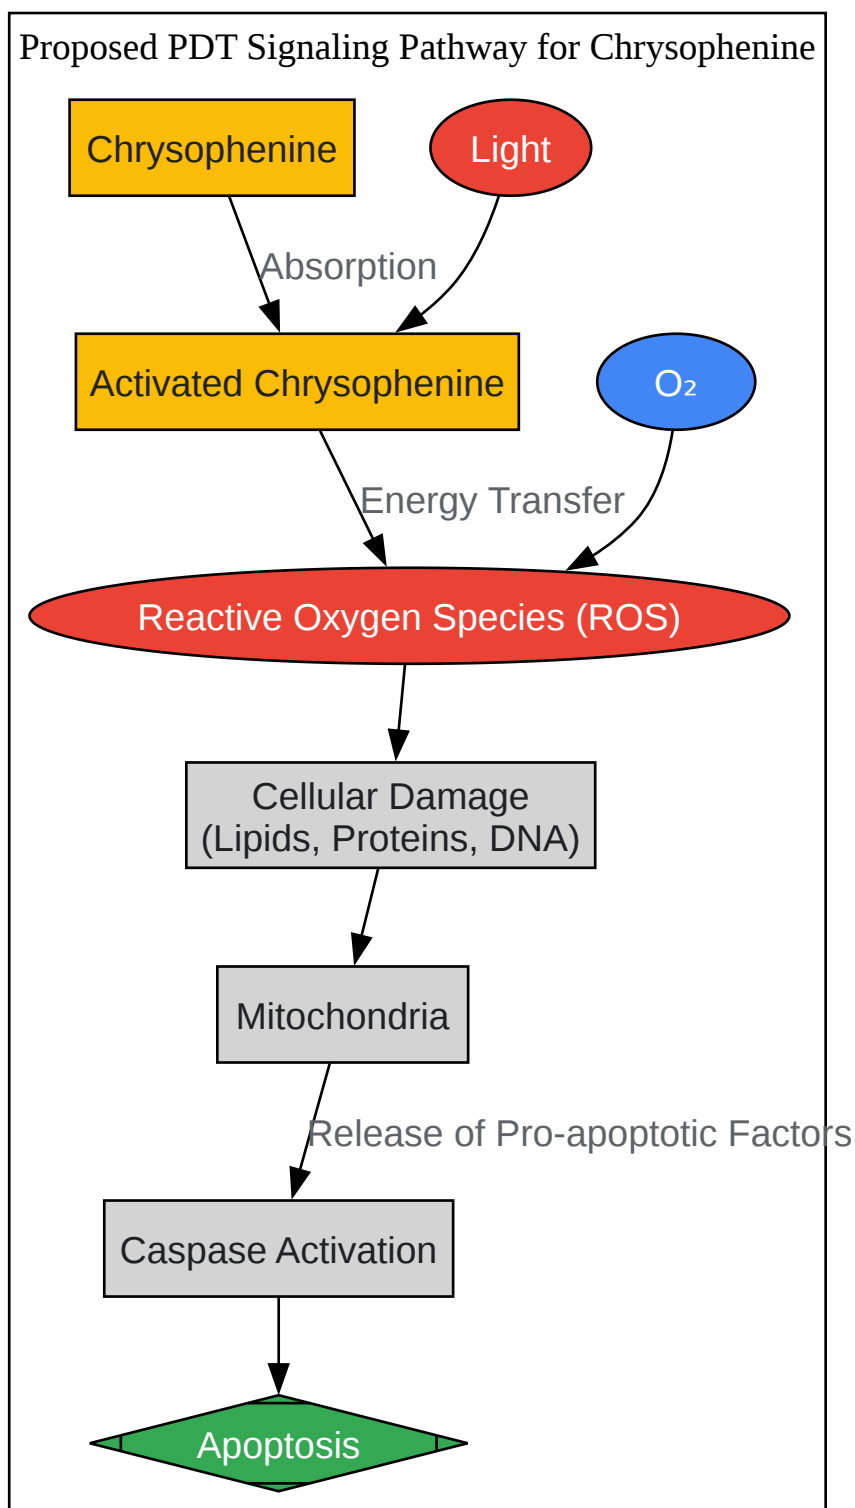 Proposed PDT Signaling Pathway for Chrysophenine
Chrysophenine
Light
Absorption
Activated Chrysophenine
O₂
Energy Transfer
Reactive Oxygen Species (ROS)
Cellular Damage
(Lipids, Proteins, DNA)
Mitochondria
Release of Pro-apoptotic Factors
Caspase Activation
Apoptosis